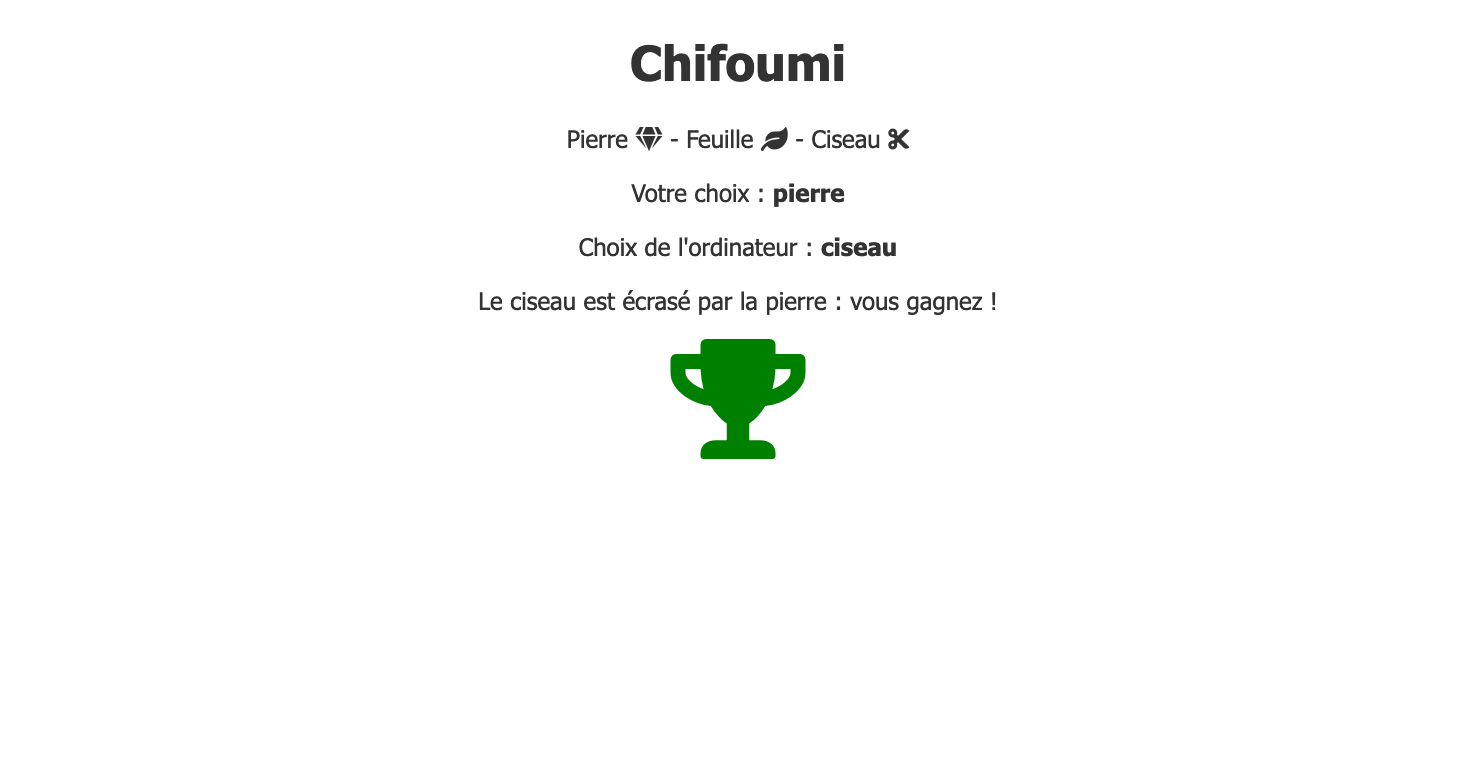 Chifoumi
Pierre - Feuille - Ciseau
Votre choix : pierre
Choix de l'ordinateur : ciseau
Le ciseau est écrasé par la pierre : vous gagnez !